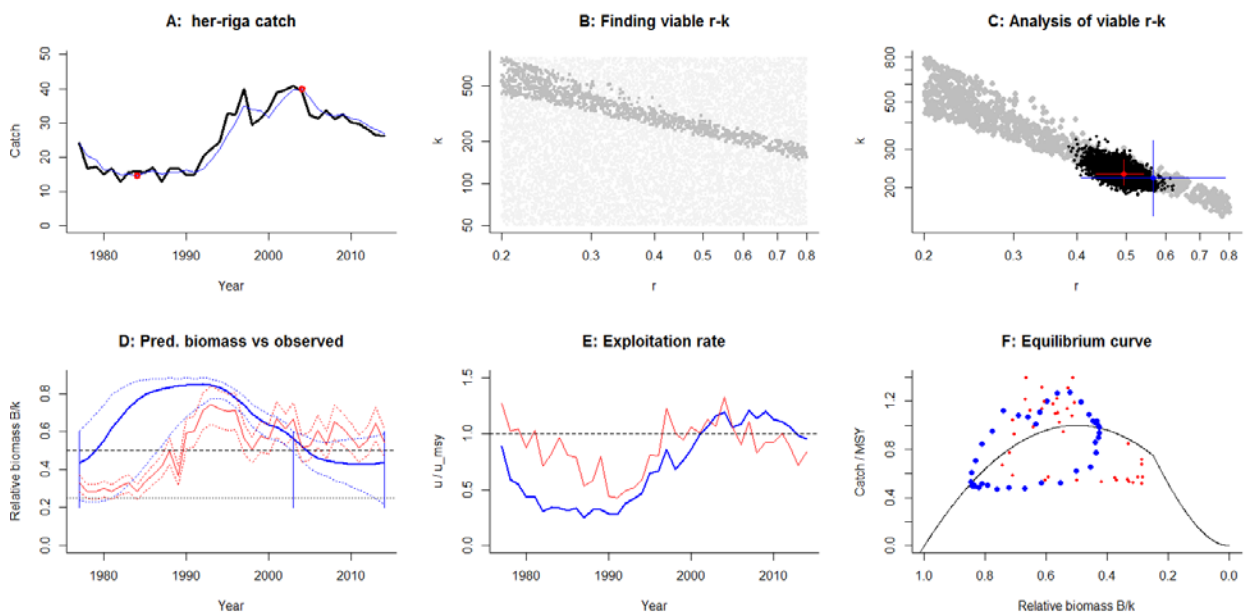 A: her-riga catch
B: Finding viable r-k
C: Analysis of viable r-k
Catch
0 10 20 30 40 50
1980 1990 2000 2010
Year
k
50 100 200 500
0.2 0.3 0.4 0.5 0.6 0.7 0.8
r
k
200 300 500 800
0.2 0.3 0.4 0.5 0.6 0.7 0.8
r
D: Pred. biomass vs observed
E: Exploitation rate
F: Equilibrium curve
Relative biomass B/k
0.0 0.2 0.4 0.6 0.8
1980 1990 2000 2010
Year
u / u_msy
0.0 0.5 1.0 1.5
1980 1990 2000 2010
Year
Catch / MSY
0.0 0.4 0.8 1.2
1.0 0.8 0.6 0.4 0.2 0.0
Relative biomass B/k